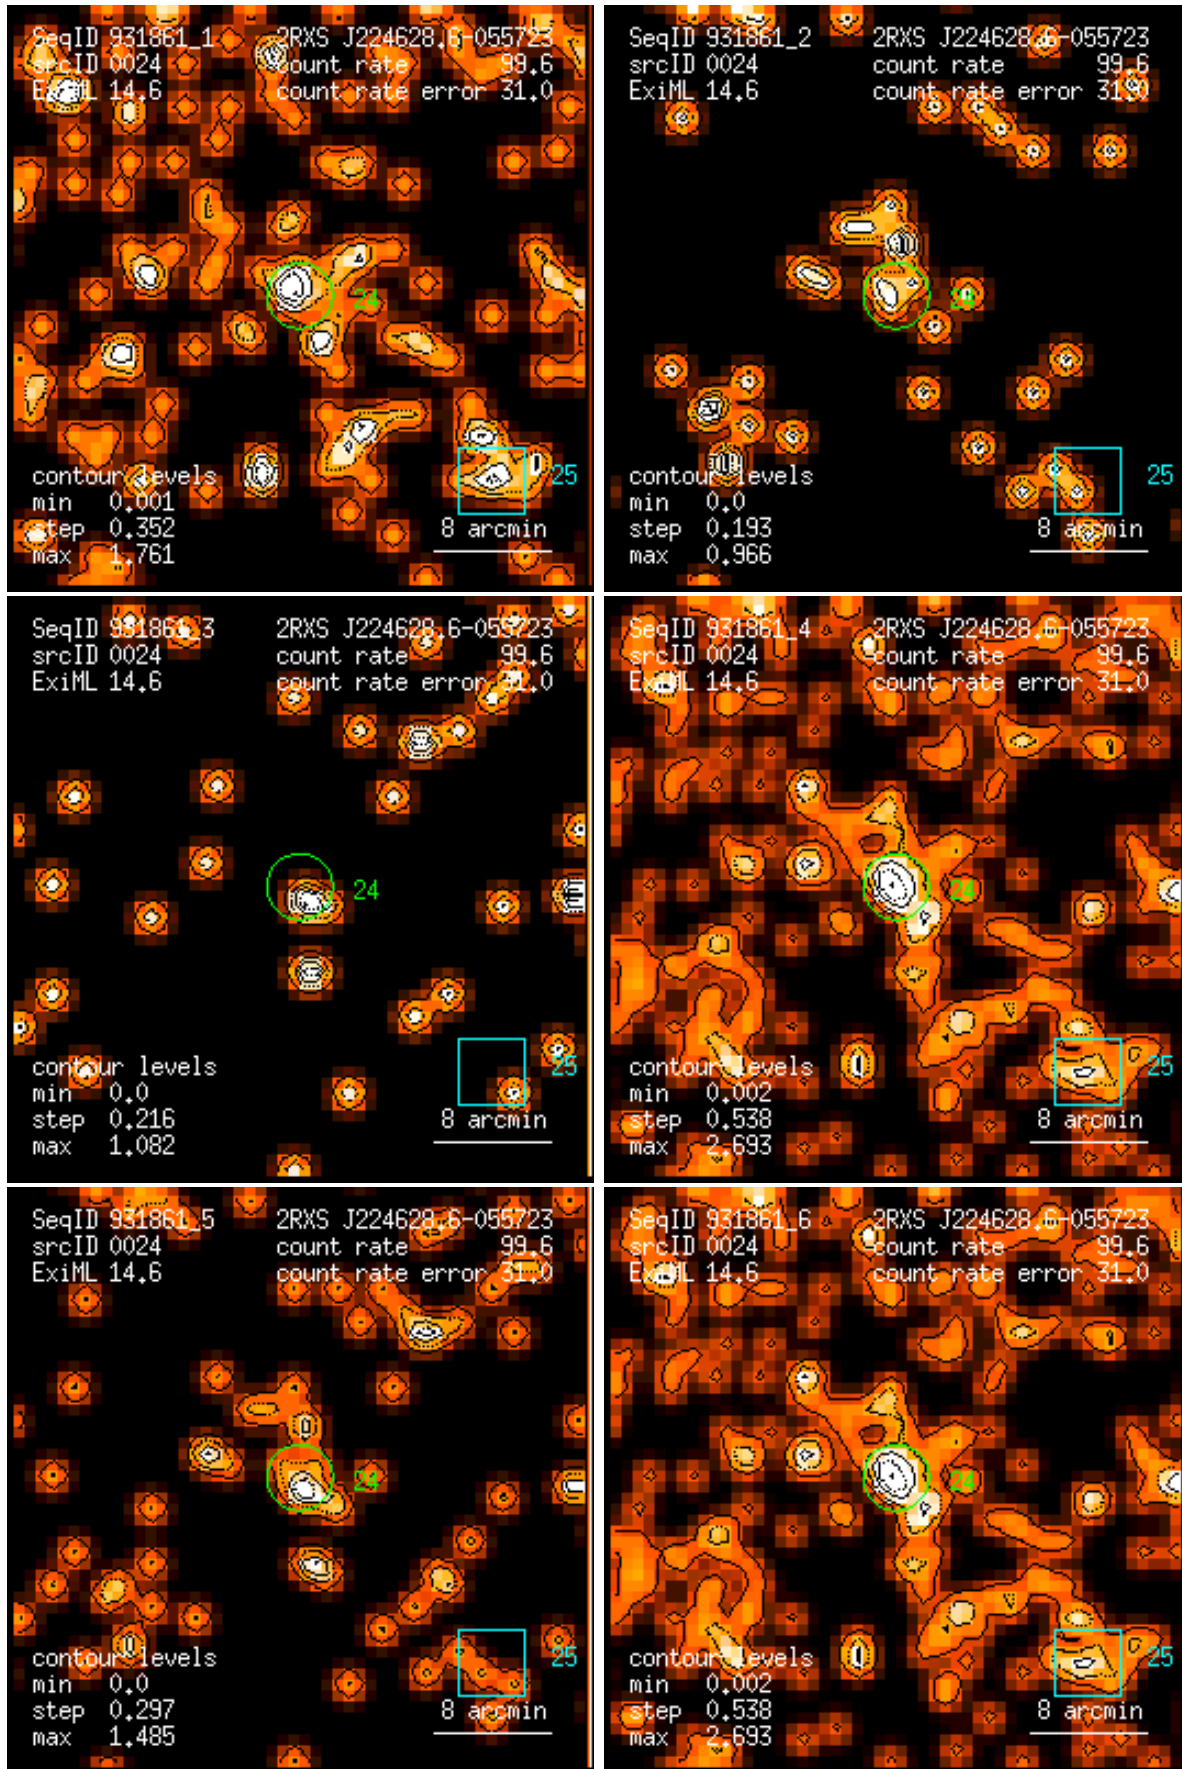 SeqID 931861_1 2RXS J224628.6-055723
srcID 0024 count rate 99.6
ExiML 14.6 count rate error 31.0
24
25
contour levels
min 0.001
step 0.352
max 1.761
8 arcmin
SeqID 931861_2 2RXS J224628.6-055723
srcID 0024 count rate 99.6
ExiML 14.6 count rate error 31.0
24
25
contour levels
min 0.0
step 0.193
max 0.966
8 arcmin
SeqID 931861_3 2RXS J224628.6-055723
srcID 0024 count rate 99.6
ExiML 14.6 count rate error 31.0
24
25
contour levels
min 0.0
step 0.216
max 1.082
8 arcmin
SeqID 931861_4 2RXS J224628.6-055723
srcID 0024 count rate 99.6
ExiML 14.6 count rate error 31.0
24
25
contour levels
min 0.002
step 0.538
max 2.693
8 arcmin
SeqID 931861_5 2RXS J224628.6-055723
srcID 0024 count rate 99.6
ExiML 14.6 count rate error 31.0
24
25
contour levels
min 0.0
step 0.297
max 1.485
8 arcmin
SeqID 931861_6 2RXS J224628.6-055723
srcID 0024 count rate 99.6
ExiML 14.6 count rate error 31.0
24
25
contour levels
min 0.002
step 0.538
max 2.693
8 arcmin